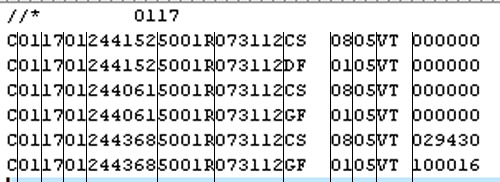 //* 0117
C0117012441525001R073112CS 0805VT 000000
C0117012441525001R073112DF 0105VT 000000
C0117012440615001R073112CS 0805VT 000000
C0117012440615001R073112GF 0105VT 000000
C0117012443685001R073112CS 0805VT 029430
C0117012443685001R073112GF 0105VT 100016